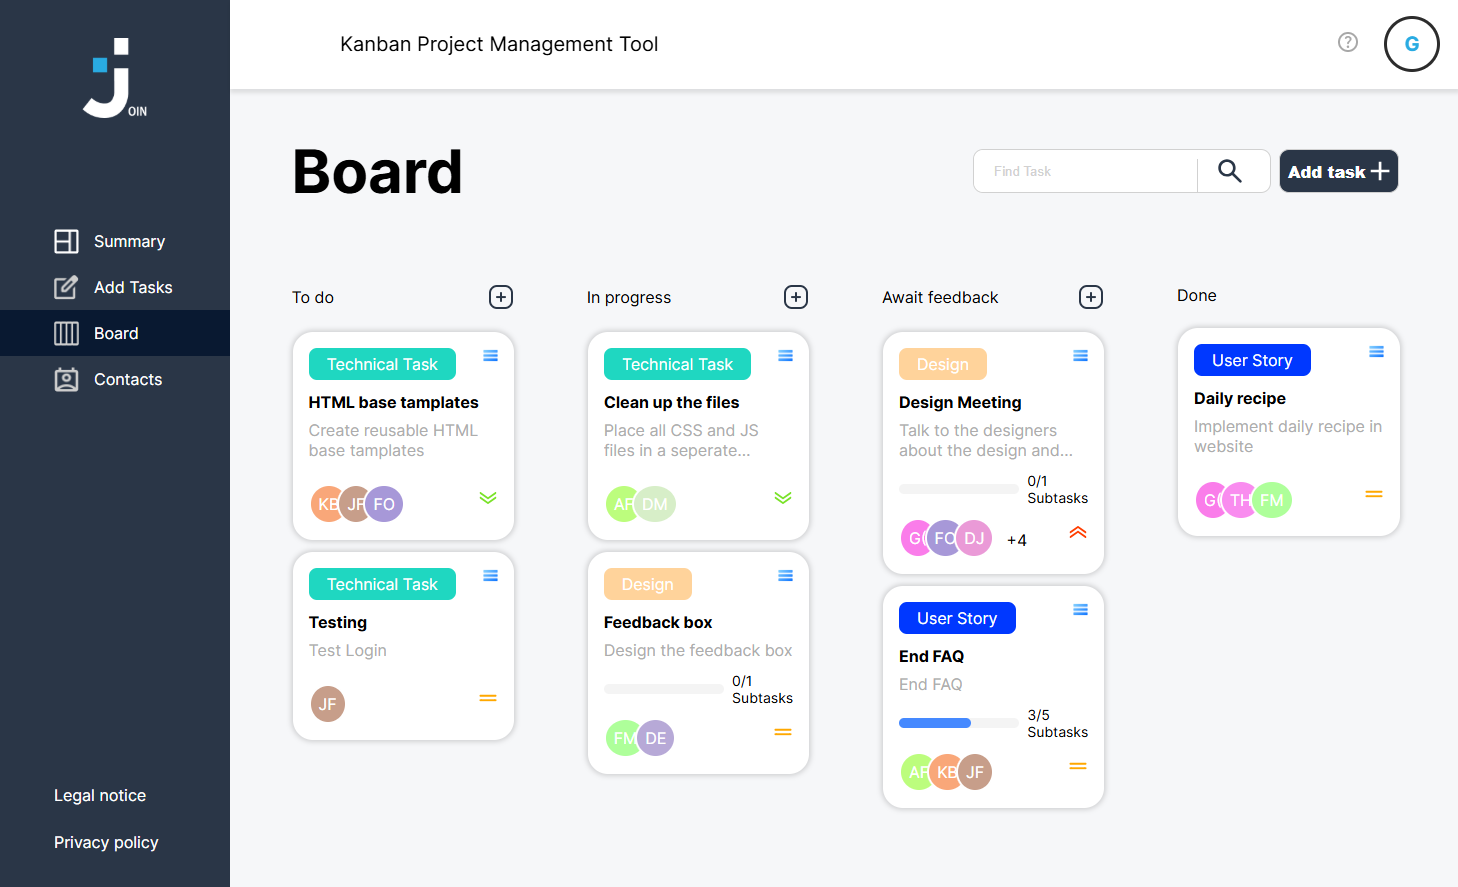 OIN
Kanban Project Management Tool
G
Board
Find Task
Add task
Summary
Add Tasks
Board
Contacts
Legal notice
Privacy policy
To do
Technical Task
HTML base tamplates
Create reusable HTML
base tamplates
KB JF FO
Technical Task
Testing
Test Login
JF
In progress
Technical Task
Clean up the files
Place all CSS and JS
files in a seperate...
AF DM
Design
Feedback box
Design the feedback box
0/1
Subtasks
FM DE
Await feedback
Design
Design Meeting
Talk to the designers
about the design and...
0/1
Subtasks
FO DJ +4
User Story
End FAQ
End FAQ
3/5
Subtasks
AF KB JF
Done
User Story
Daily recipe
Implement daily recipe in
website
TH FM